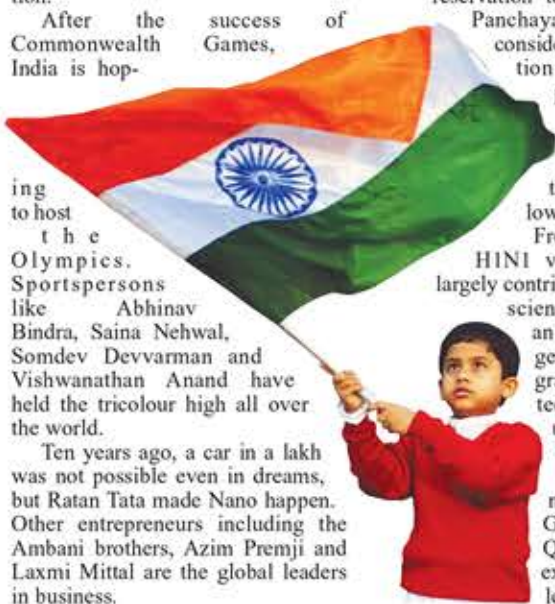 After the success of
Commonwealth Games,
India is hop-
ing
to host
the
Olympics.
Sportspersons
like Abhinav
Bindra, Saina Nehwal,
Somdev Devvarman and
Vishwanathan Anand have
held the tricolour high all over
the world.
Ten years ago, a car in a lakh
was not possible even in dreams,
but Ratan Tata made Nano happen.
Other entrepreneurs including the
Ambani brothers, Azim Premji and
Laxmi Mittal are the global leaders
in business.
Panchaya
consid
tion
low
Fr
H1N1 v
largely contri
scien
an
ge
gr
te